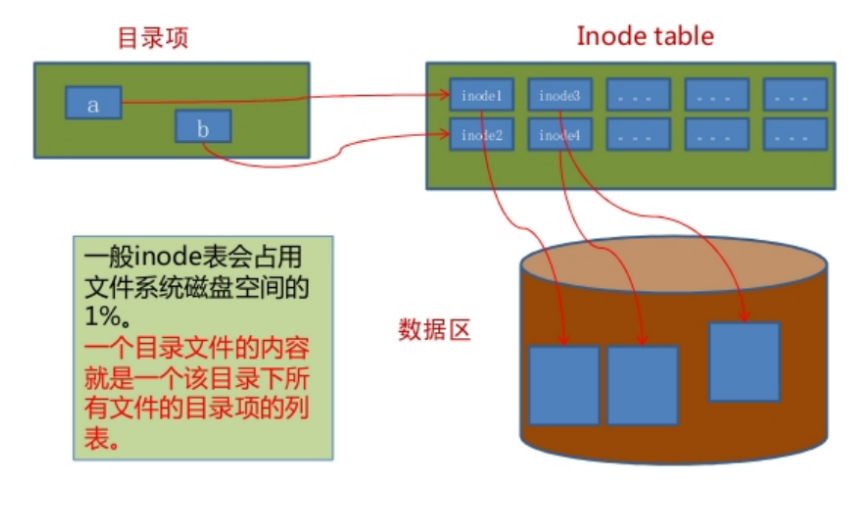 目录项
Inode table
a
inode1 inode3 ... ... ...
b
inode2 inode4 ... ... ...
一般inode表会占用
文件系统磁盘空间的
1%。
一个目录文件的内容
就是一个该目录下所
有文件的目录项的列
表。
数据区